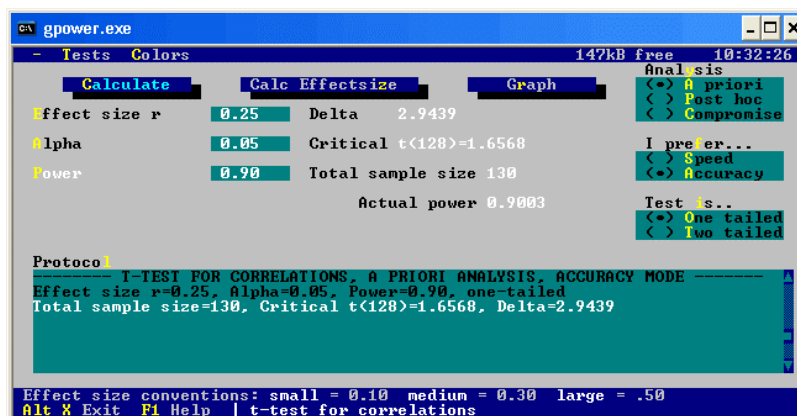 gpower.exe
- Tests Colors 147kB free 10:32:26
Calculate Calc Effectsize Graph
Analysis
(•) A priori
( ) Post hoc
( ) Compromise
Effect size r 0.25 Delta 2.9439
Alpha 0.05 Critical t(128)=1.6568
Power 0.90 Total sample size 130
Actual power 0.9003
I prefer...
( ) Speed
(•) Accuracy
Test is..
(•) One tailed
( ) Two tailed
Protocol
-------- T-TEST FOR CORRELATIONS, A PRIORI ANALYSIS, ACCURACY MODE -------
Effect size r=0.25, Alpha=0.05, Power=0.90, one-tailed
Total sample size=130, Critical t(128)=1.6568, Delta=2.9439
Effect size conventions: small = 0.10 medium = 0.30 large = .50
Alt X Exit F1 Help | t-test for correlations